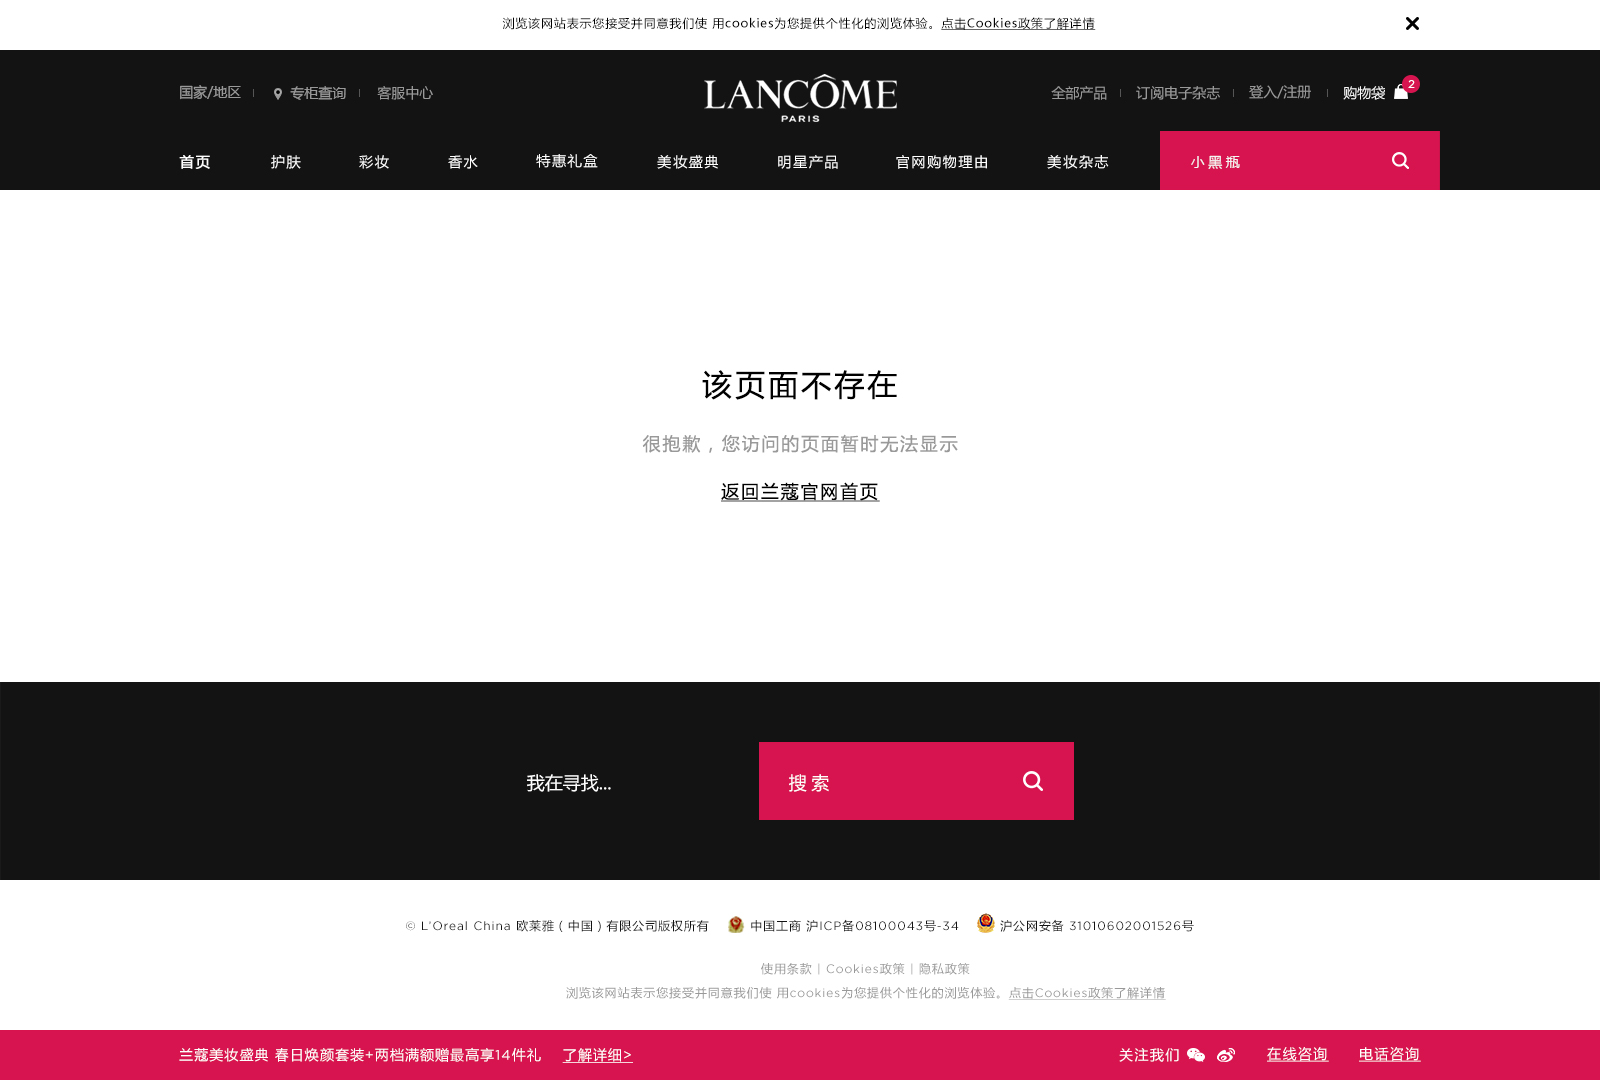 浏览该网站表示您接受并同意我们使 用cookies为您提供个性化的浏览体验。点击Cookies政策了解详情
国家/地区 专柜查询 客服中心 LANCÔME PARIS 全部产品 订阅电子杂志 登入/注册 购物袋 2
首页 护肤 彩妆 香水 特惠礼盒 美妆盛典 明星产品 官网购物理由 美妆杂志 小黑瓶
该页面不存在
很抱歉，您访问的页面暂时无法显示
返回兰蔻官网首页
我在寻找... 搜索
© L'Oreal China 欧莱雅（中国）有限公司版权所有 中国工商 沪ICP备08100043号-34 沪公网安备 31010602001526号
使用条款 | Cookies政策 | 隐私政策
浏览该网站表示您接受并同意我们使 用cookies为您提供个性化的浏览体验。点击Cookies政策了解详情
兰蔻美妆盛典 春日焕颜套装+两档满额赠最高享14件礼 了解详细> 关注我们 在线咨询 电话咨询